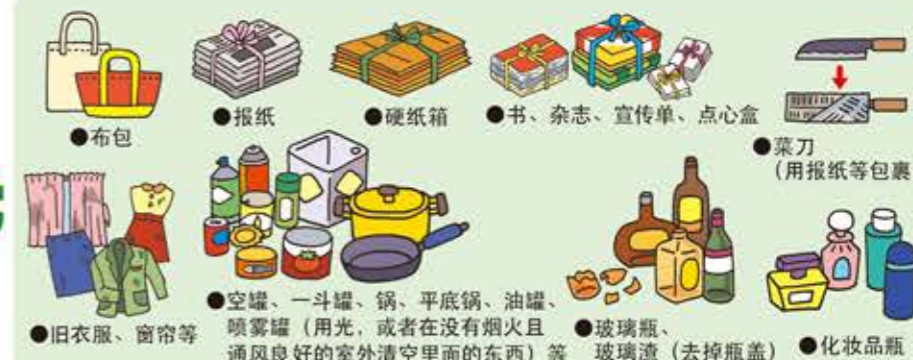 ●布包
●报纸
●硬纸箱
●书、杂志、宣传单、点心盒
●菜刀
（用报纸等包裹
●旧衣服、窗帘等
●空罐、一斗罐、锅、平底锅、油罐、
喷雾罐（用光，或者在没有烟火且
通风良好的室外清空里面的东西）等
●玻璃瓶、
玻璃渣（去掉瓶盖）
●化妆品瓶